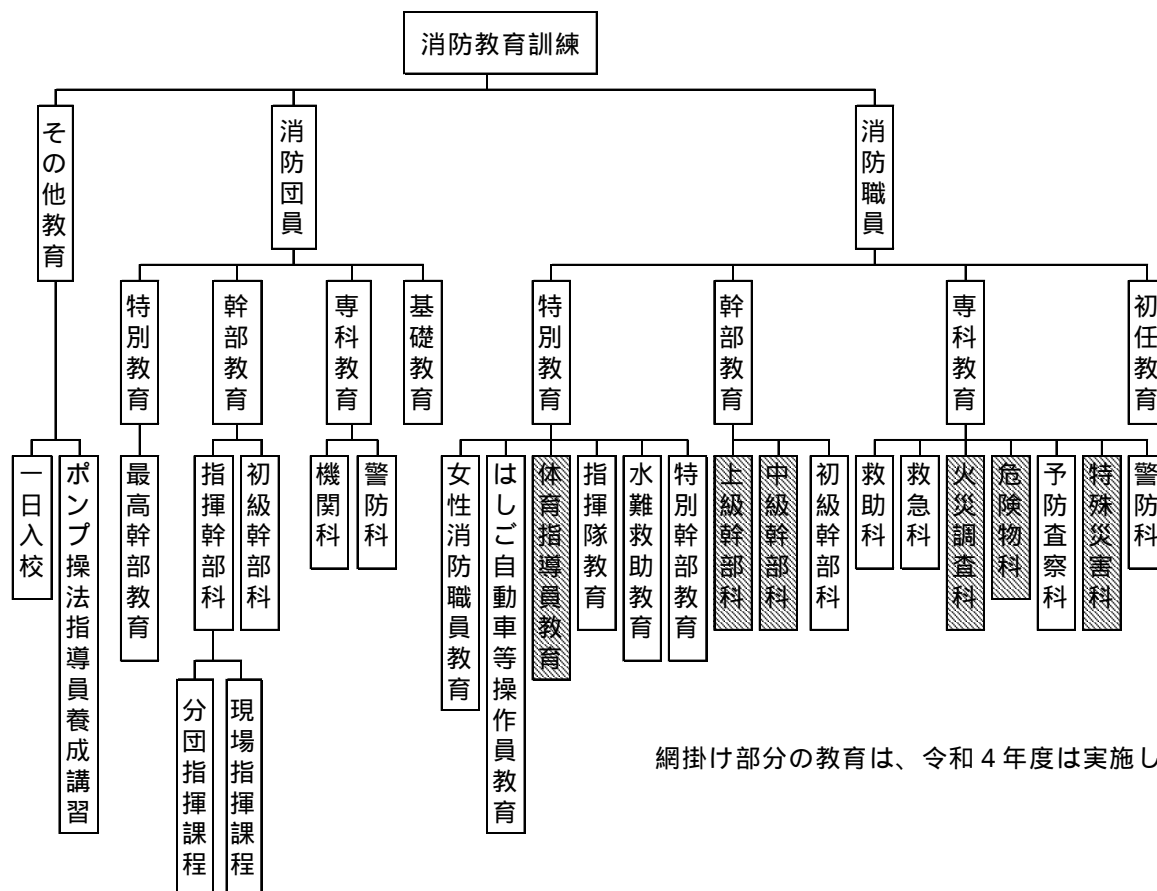 消防教育訓練
消防職員
消防団員
その他教育
初任教育
専科教育
幹部教育
特別教育
基礎教育
専科教育
幹部教育
特別教育
警防科
特殊災害科
予防査察科
危険物科
火災調査科
救急科
救助科
初級幹部科
中級幹部科
上級幹部科
特別幹部教育
水難救助教育
指揮隊教育
体育指導員教育
はしご自動車等操作員教育
女性消防職員教育
警防科
機関科
初級幹部科
指揮幹部科
最高幹部教育
ポンプ操法指導員養成講習
一日入校
現場指揮課程
分団指揮課程
網掛け部分の教育は、令和４年度は実施し